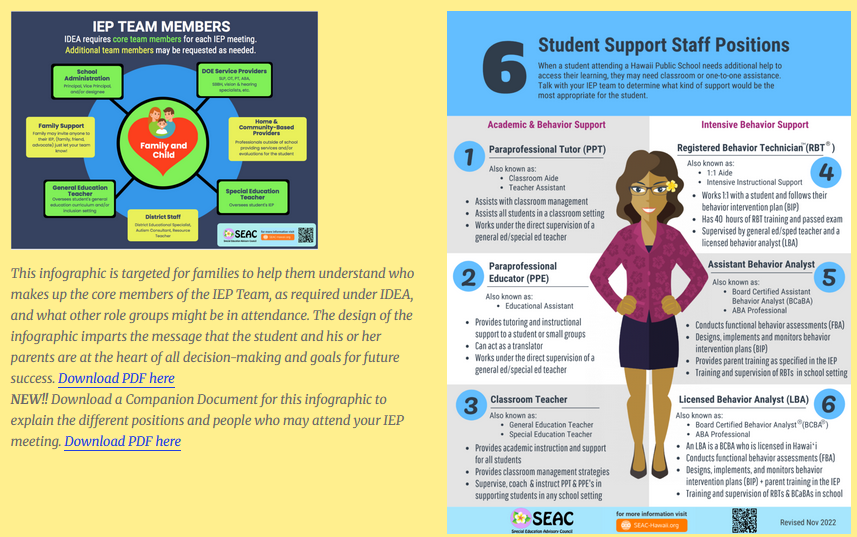 IEP TEAM MEMBERS
IDEA requires core team members for each IEP meeting.
Additional team members may be requested as needed.
School
Administration
Principal, Vice Principal,
and/or designee
DOE Service Providers
SLP, OT, PT, ABA,
SBBH, vision & hearing
specialists, etc.
Family Support
Family may invite anyone to
their IEP. (family, friend,
advocate) just let your team
know!
Home &
Community-Based
Providers
Professionals outside of school
providing services and/or
evaluations for the student
Family and
Child
General Education
Teacher
Oversees student's general
education curriculum and/or
inclusion setting
Special Education
Teacher
Oversees student's IEP
District Staff
District Educational Specialist,
Autism Consultant, Resource
Teacher
SEAC
Special Education Advisory Council
for more information visit
This infographic is targeted for families to help them understand who
makes up the core members of the IEP Team, as required under IDEA,
and what other role groups might be in attendance. The design of the
infographic imparts the message that the student and his or her
parents are at the heart of all decision-making and goals for future
success. Download PDF here
NEW!! Download a Companion Document for this infographic to
explain the different positions and people who may attend your IEP
meeting. Download PDF here
6
Student Support Staff Positions
When a student attending a Hawaii Public School needs additional help to
access their learning, they may need classroom or one-to-one assistance.
Talk with your IEP team to determine what kind of support would be the
most appropriate for the student.
Academic & Behavior Support
1
Paraprofessional Tutor (PPT)
Also known as:
• Classroom Aide
• Teacher Assistant
• Assists with classroom management
• Assists all students in a classroom setting
• Works under the direct supervision of a
general ed/special ed teacher
2
Paraprofessional
Educator (PPE)
Also known as:
• Educational Assistant
• Provides tutoring and instructional
support to a student or small groups
• Can act as a translator
• Works under the direct supervision of a
general ed/special ed teacher
3
Classroom Teacher
Also known as:
• General Education Teacher
• Special Education Teacher
• Provides academic instruction and support
for all students
• Provides classroom management strategies
• Supervise, coach & instruct PPT & PPE's in
supporting students in any school setting
Intensive Behavior Support
Registered Behavior Technician™(RBT®)
4
Also known as:
• 1:1 Aide
• Intensive Instructional Support
• Works 1:1 with a student and follows their
behavior intervention plan (BIP)
• Has 40 hours of RBT training and passed exam
• Supervised by general ed/sped teacher and a
licensed behavior analyst (LBA)
Assistant Behavior Analyst
5
Also known as:
• Board Certified Assistant
Behavior Analyst (BCaBA)
• ABA Professional
• Conducts functional behavior assessments (FBA)
• Designs, implements and monitors behavior
intervention plans (BIP)
• Provides parent training as specified in the IEP
• Training and supervision of RBTs in school setting
Licensed Behavior Analyst (LBA)
6
Also known as:
• Board Certified Behavior Analyst®(BCBA®)
• ABA Professional
• An LBA is a BCBA who is licensed in Hawai'i
• Conducts functional behavior assessments (FBA)
• Designs, implements, and monitors behavior
intervention plans (BIP) + parent training in the IEP
• Training and supervision of RBTs & BCaBAs in school
SEAC
Special Education Advisory Council
for more information visit
SEAC-Hawaii.org
Revised Nov 2022